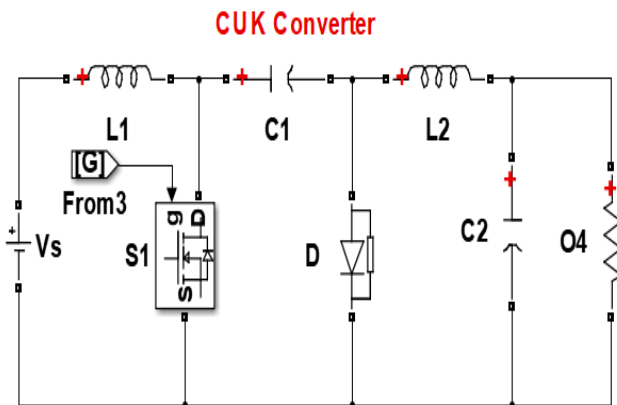 CUK Converter
L1
C1
L2
[G]
From3
g
D
S
S1
+
Vs
D
C2
O4